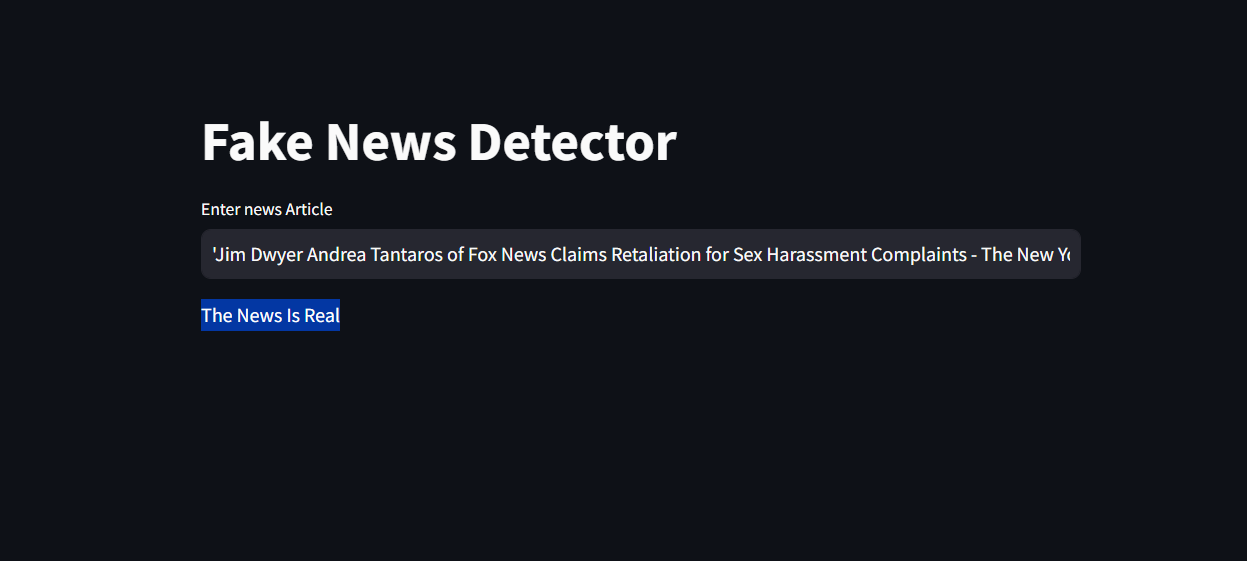 Fake News Detector
Enter news Article
'Jim Dwyer Andrea Tantaros of Fox News Claims Retaliation for Sex Harassment Complaints - The New
The News Is Real